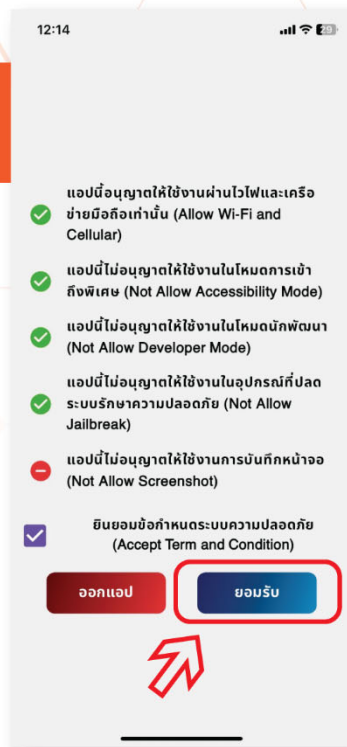 12:14
29
แอปนี้อนุญาตให้ใช้งานผ่านไวไฟและเครือ
ข่ายมือถือเท่านั้น (Allow Wi-Fi and
Cellular)
แอปนี้ไม่อนุญาตให้ใช้งานในโหมดการเข้า
ถึงพิเศษ (Not Allow Accessibility Mode)
แอปนี้ไม่อนุญาตให้ใช้งานในโหมดนักพัฒนา
(Not Allow Developer Mode)
แอปนี้ไม่อนุญาตให้ใช้งานในอุปกรณ์ที่ปลด
ระบบรักษาความปลอดภัย (Not Allow
Jailbreak)
แอปนี้ไม่อนุญาตให้ใช้งานการบันทึกหน้าจอ
(Not Allow Screenshot)
ยินยอมข้อกำหนดระบบความปลอดภัย
(Accept Term and Condition)
ออกแอป ยอมรับ